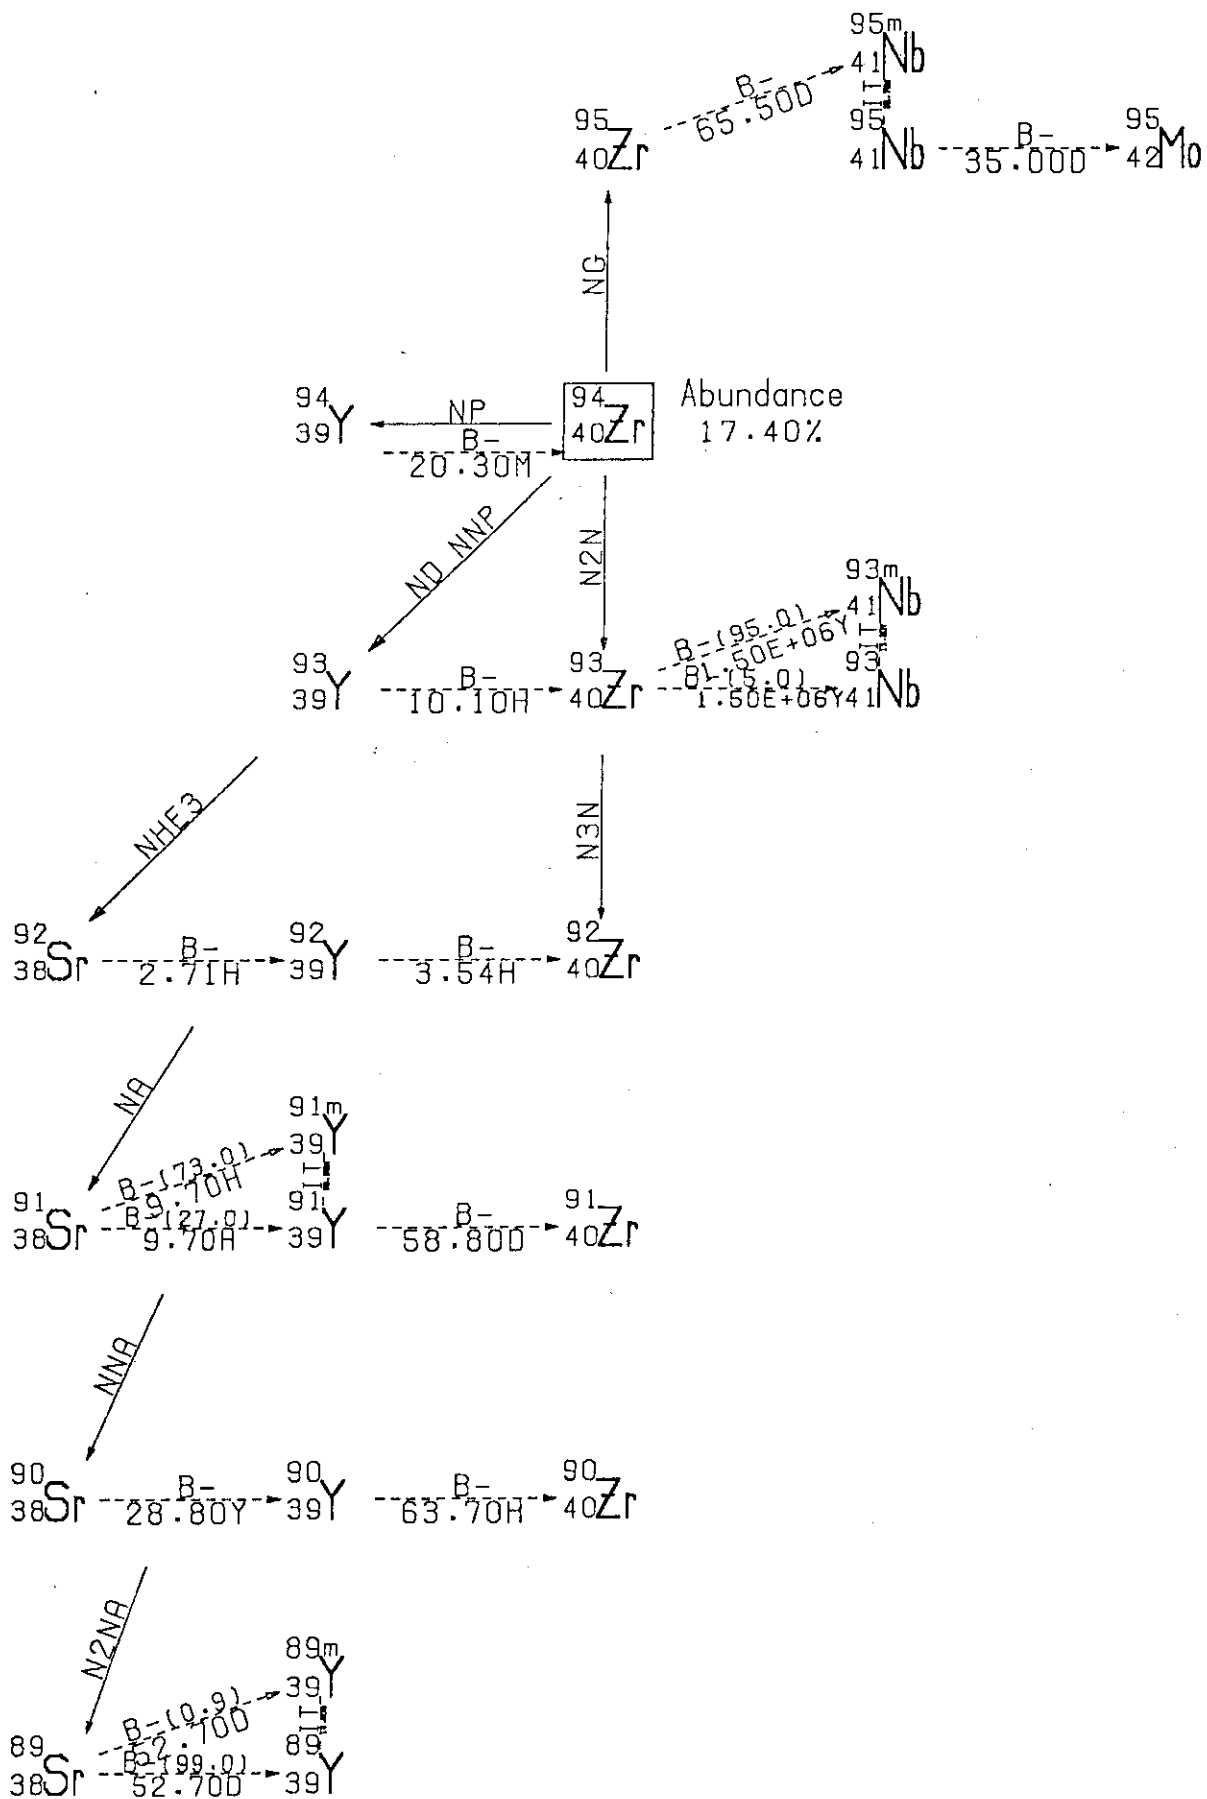 95m
41Nb
B-
65.50D
IT
95
40Zr
95
41Nb
B-
35.00D
95
42Mo
NG
94
39Y
NP
94
40Zr
Abundance
17.40%
B-
20.30M
ND NNP
N2N
93m
41Nb
B-(95.0)
1.50E+06Y
IT
93
39Y
B-
10.10H
93
40Zr
B-(5.0)
1.50E+06Y
93
41Nb
NHE3
N3N
92
38Sr
B-
2.71H
92
39Y
B-
3.54H
92
40Zr
NA
91m
39Y
B-(73.0)
9.70H
IT
91
38Sr
B-(27.0)
9.70H
91
39Y
B-
58.80D
91
40Zr
NNA
90
38Sr
B-
28.80Y
90
39Y
B-
63.70H
90
40Zr
N2NA
89m
39Y
B-(0.9)
52.70D
IT
89
38Sr
B-(99.0)
52.70D
89
39Y